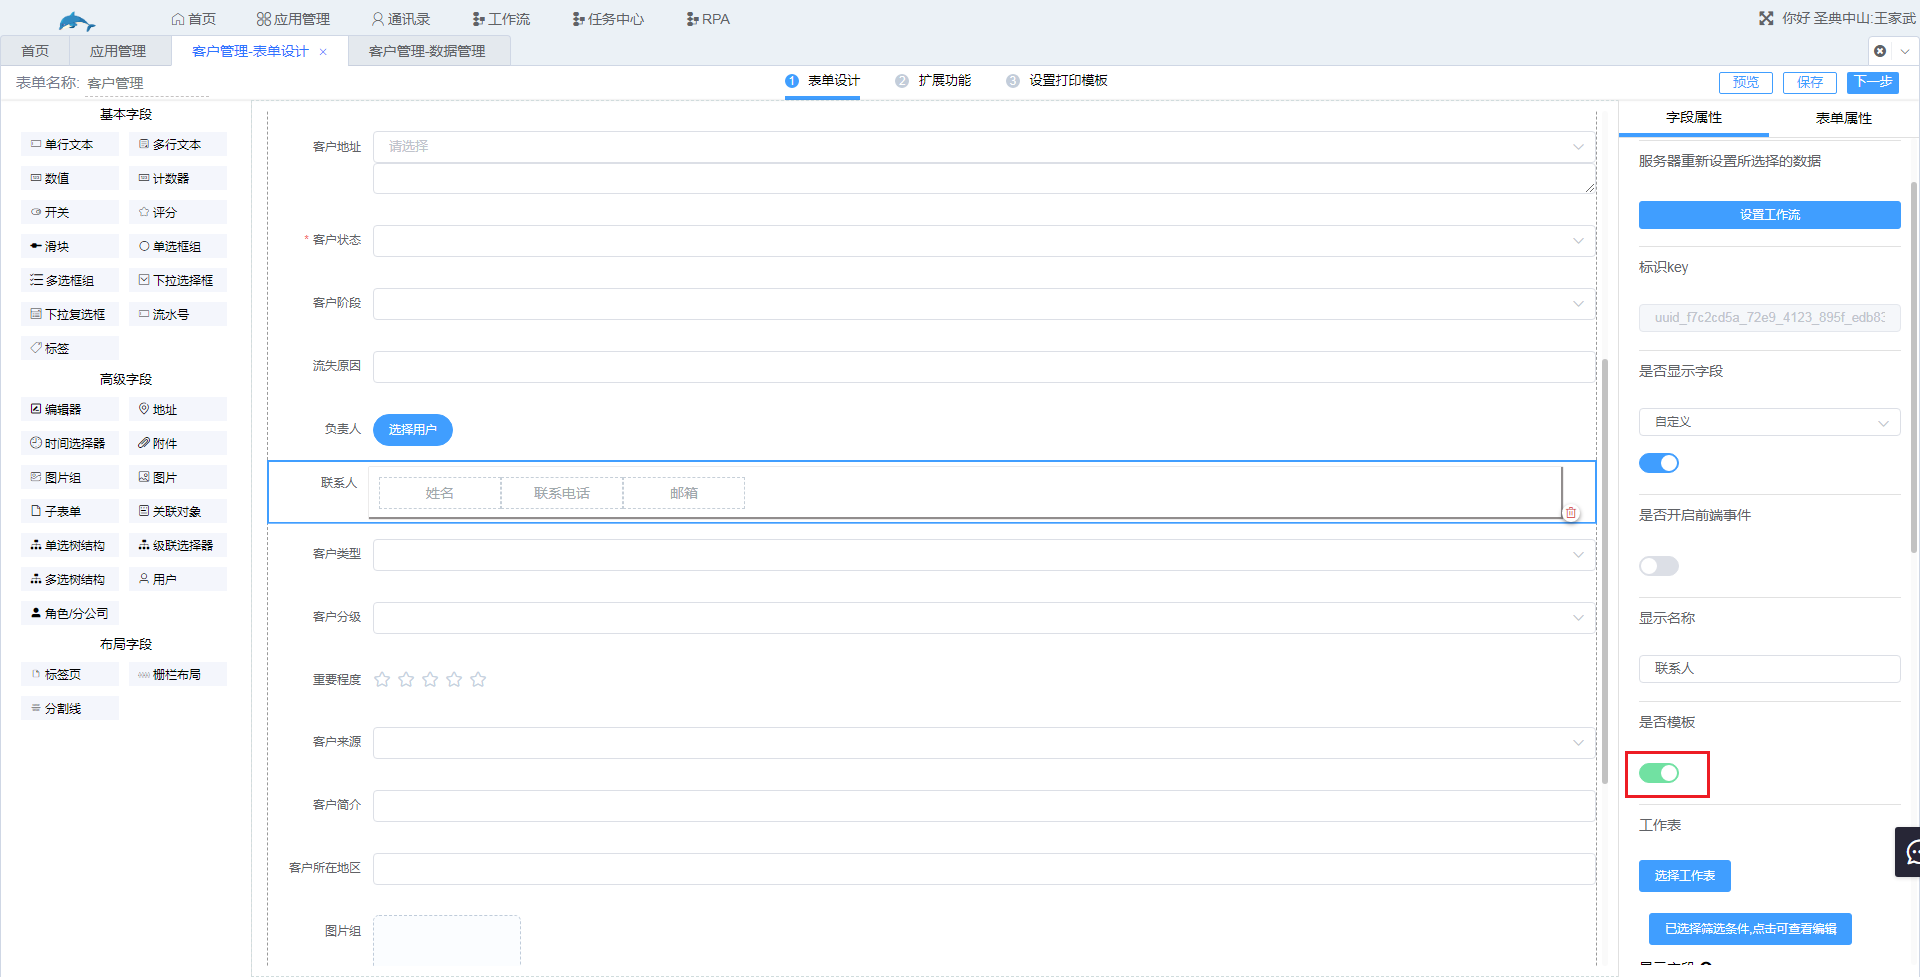 首页 应用管理 通讯录 工作流 任务中心 RPA 你好 圣典中山:王家武
首页 应用管理 客户管理-表单设计 × 客户管理-数据管理
表单名称: 客户管理 1 表单设计 2 扩展功能 3 设置打印模板 预览 保存 下一步
基本字段
单行文本 多行文本
数值 计数器
开关 评分
滑块 单选框组
多选框组 下拉选择框
下拉复选框 流水号
标签
高级字段
编辑器 地址
时间选择器 附件
图片组 图片
子表单 关联对象
单选树结构 级联选择器
多选树结构 用户
角色/分公司
布局字段
标签页 栅栏布局
分割线
客户地址 请选择
* 客户状态
客户阶段
流失原因
负责人 选择用户
联系人 姓名 联系电话 邮箱
客户类型
客户分级
重要程度
客户来源
客户简介
客户所在地区
图片组
字段属性 表单属性
服务器重新设置所选择的数据
设置工作流
标识key
uuid_f7c2cd5a_72e9_4123_895f_edb83
是否显示字段
自定义
是否开启前端事件
显示名称
联系人
是否模板
工作表
选择工作表
已选择筛选条件,点击可查看编辑